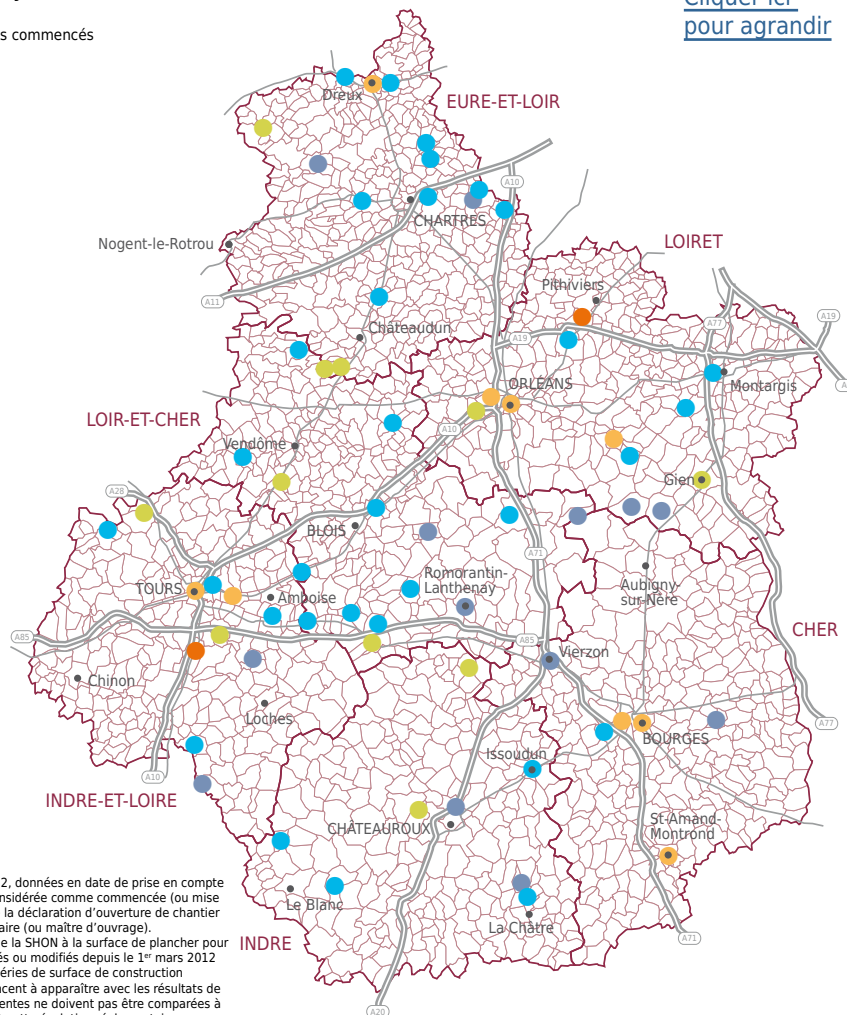 Cliquer ici
pour agrandir
s commencés
Dreux
EURE-ET-LOIR
A10
CHARTRES
Nogent-le-Rotrou
LOIRET
Pithiviers
A11
A77
A19
Châteaudun
A19
ORLÉANS
Montargis
LOIR-ET-CHER
A10
Vendôme
Gien
A28
BLOIS
A71
Romorantin-
Lanthenay
Aubigny-
sur-Nère
TOURS
Amboise
A85
A85
CHER
Vierzon
Chinon
Loches
A77
BOURGES
Issoudun
A10
INDRE-ET-LOIRE
CHÂTEAUROUX
St-Amand-
Montrond
2, données en date de prise en compte
onsidérée comme commencée (ou mise
la déclaration d'ouverture de chantier
aire (ou maître d'ouvrage).
e la SHON à la surface de plancher pour
és ou modifiés depuis le 1er mars 2012
séries de surface de construction
ncent à apparaître avec les résultats de
entes ne doivent pas être comparées à
Le Blanc
La Châtre
INDRE
A71
A20